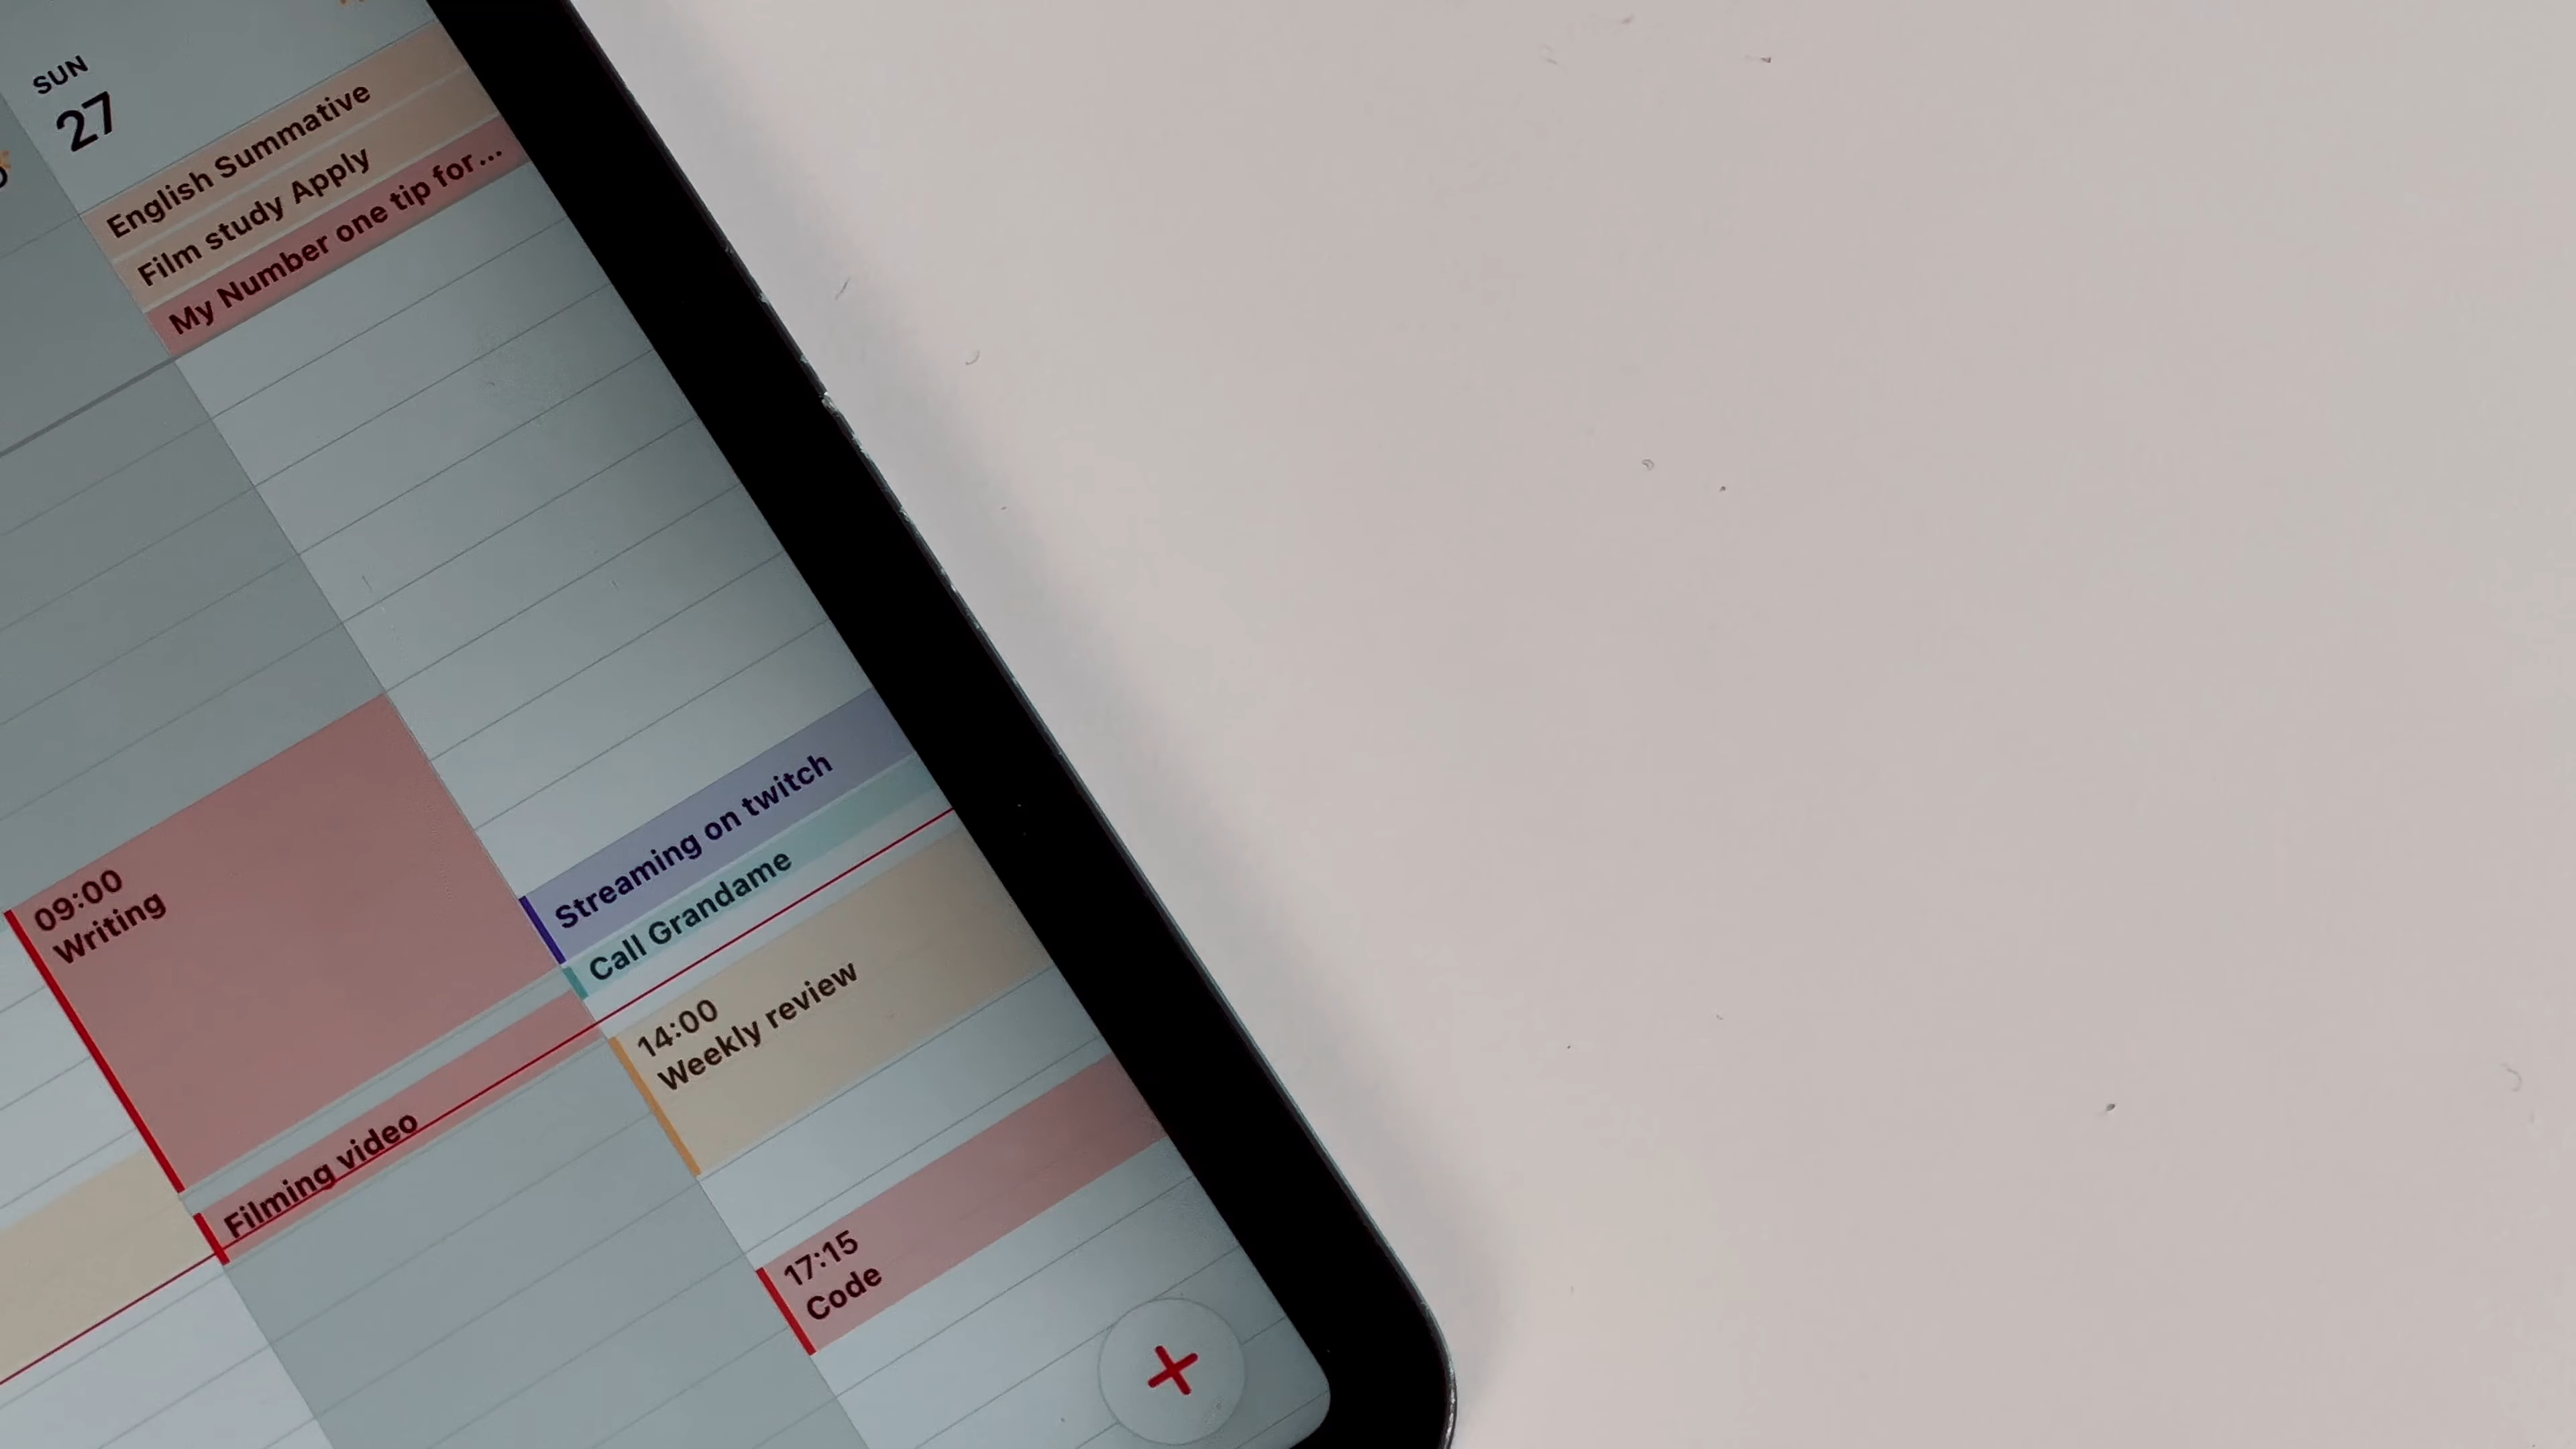 SUN
27
English Summative
Film study Apply
My Number one tip for...
09:00
Writing
Filming video
Streaming on twitch
Call Grandame
14:00
Weekly review
17:15
Code